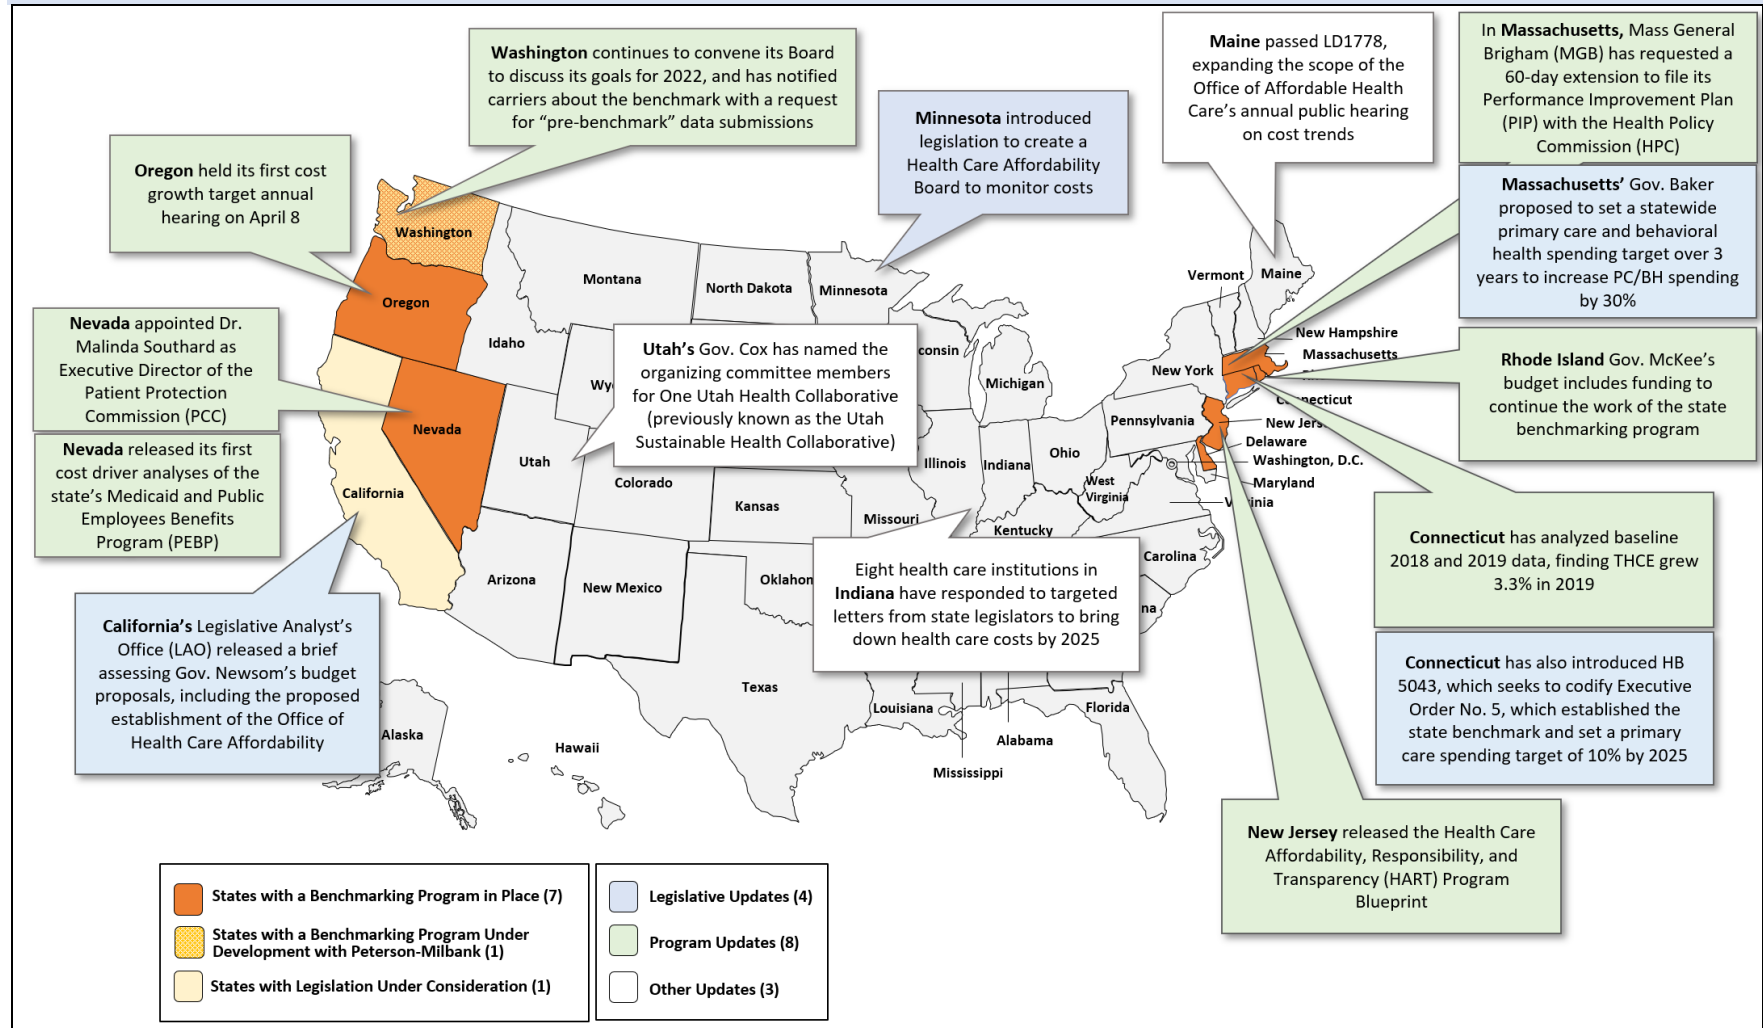 Washington continues to convene its Board
to discuss its goals for 2022, and has notified
carriers about the benchmark with a request
for “pre-benchmark” data submissions
Maine passed LD1778,
expanding the scope of the
Office of Affordable Health
Care’s annual public hearing
on cost trends
In Massachusetts, Mass General
Brigham (MGB) has requested a
60-day extension to file its
Performance Improvement Plan
(PIP) with the Health Policy
Commission (HPC)
Minnesota introduced
legislation to create a
Health Care Affordability
Board to monitor costs
Oregon held its first cost
growth target annual
hearing on April 8
Massachusetts’ Gov. Baker
proposed to set a statewide
primary care and behavioral
health spending target over 3
years to increase PC/BH spending
by 30%
Nevada appointed Dr.
Malinda Southard as
Executive Director of the
Patient Protection
Commission (PCC)
Nevada released its first
cost driver analyses of the
state’s Medicaid and Public
Employees Benefits
Program (PEBP)
Utah’s Gov. Cox has named the
organizing committee members
for One Utah Health Collaborative
(previously known as the Utah
Sustainable Health Collaborative)
Rhode Island Gov. McKee’s
budget includes funding to
continue the work of the state
benchmarking program
Connecticut has analyzed baseline
2018 and 2019 data, finding THCE grew
3.3% in 2019
Eight health care institutions in
Indiana have responded to targeted
letters from state legislators to bring
down health care costs by 2025
California’s Legislative Analyst’s
Office (LAO) released a brief
assessing Gov. Newsom’s budget
proposals, including the proposed
establishment of the Office of
Health Care Affordability
Connecticut has also introduced HB
5043, which seeks to codify Executive
Order No. 5, which established the
state benchmark and set a primary
care spending target of 10% by 2025
New Jersey released the Health Care
Affordability, Responsibility, and
Transparency (HART) Program
Blueprint
Washington
Oregon
Montana
North Dakota
Minnesota
Vermont
Maine
Idaho
Wy
consin
Michigan
New York
New Hampshire
Massachusetts
Connecticut
Nevada
Utah
California
Colorado
Kansas
Missouri
Illinois
Indiana
Ohio
Pennsylvania
New Jers
Delaware
Washington, D.C.
Maryland
West
Virginia
Virginia
Kentucky
Carolina
na
Arizona
New Mexico
Oklahom
Texas
Louisiana
Florida
Alabama
Mississippi
Alaska
Hawaii
States with a Benchmarking Program in Place (7)
States with a Benchmarking Program Under
Development with Peterson-Milbank (1)
States with Legislation Under Consideration (1)
Legislative Updates (4)
Program Updates (8)
Other Updates (3)